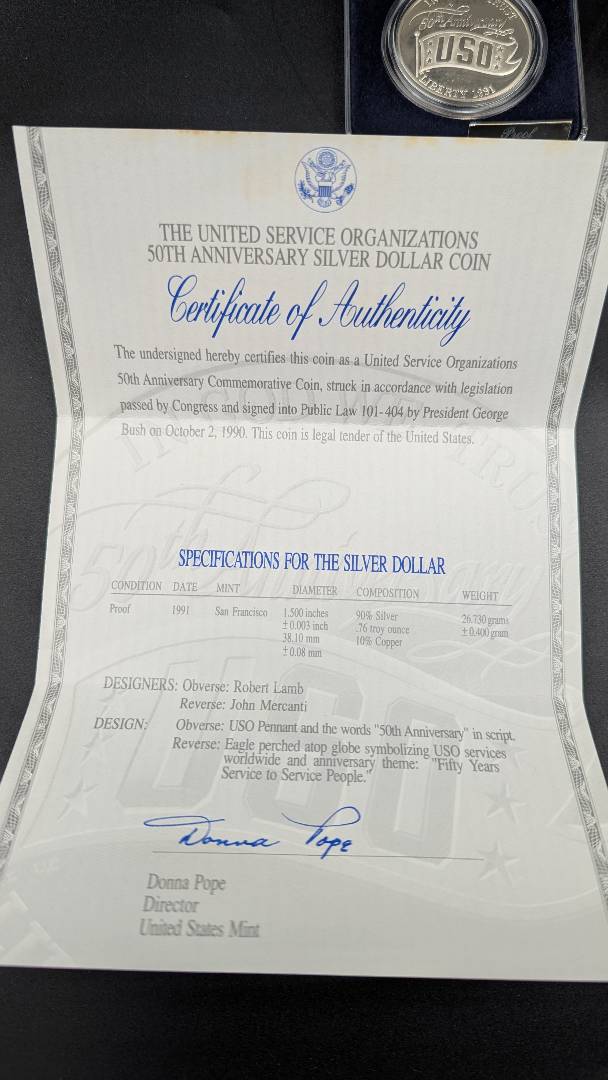 50th Anniversary
USO
LIBERTY 1991
Proof
THE UNITED SERVICE ORGANIZATIONS
50TH ANNIVERSARY SILVER DOLLAR COIN
Certificate of Authenticity
The undersigned hereby certifies this coin as a United Service Organizations
50th Anniversary Commemorative Coin, struck in accordance with legislation
passed by Congress and signed into Public Law 101-404 by President George
Bush on October 2, 1990. This coin is legal tender of the United States.
IN GOD WE TRUST
50th Anniversary
SPECIFICATIONS FOR THE SILVER DOLLAR
CONDITION DATE MINT DIAMETER COMPOSITION WEIGHT
Proof 1991 San Francisco 1.500 inches 90% Silver 26.730 grams
±0.003 inch .76 troy ounce ±0.400 gram
38.10 mm 10% Copper
±0.08 mm
USO
DESIGNERS: Obverse: Robert Lamb
Reverse: John Mercanti
DESIGN: Obverse: USO Pennant and the words "50th Anniversary" in script.
Reverse: Eagle perched atop globe symbolizing USO services
worldwide and anniversary theme: "Fifty Years
Service to Service People."
Donna Pope
Donna Pope
Director
United States Mint